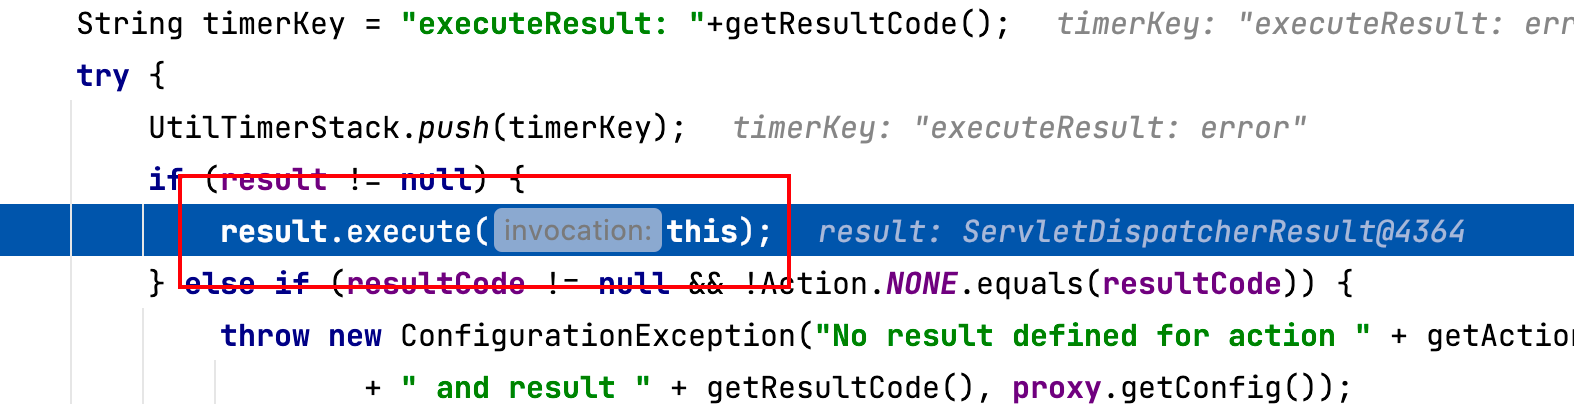 String timerKey = "executeResult: "+getResultCode(); timerKey: "executeResult: err
try {
UtilTimerStack.push(timerKey); timerKey: "executeResult: error"
if (result != null) {
result.execute( invocation: this); result: ServletDispatcherResult@4364
} else if (resultCode != null && !Action.NONE.equals(resultCode)) {
throw new ConfigurationException("No result defined for action " + getAction
+ " and result " + getResultCode(), proxy.getConfig());